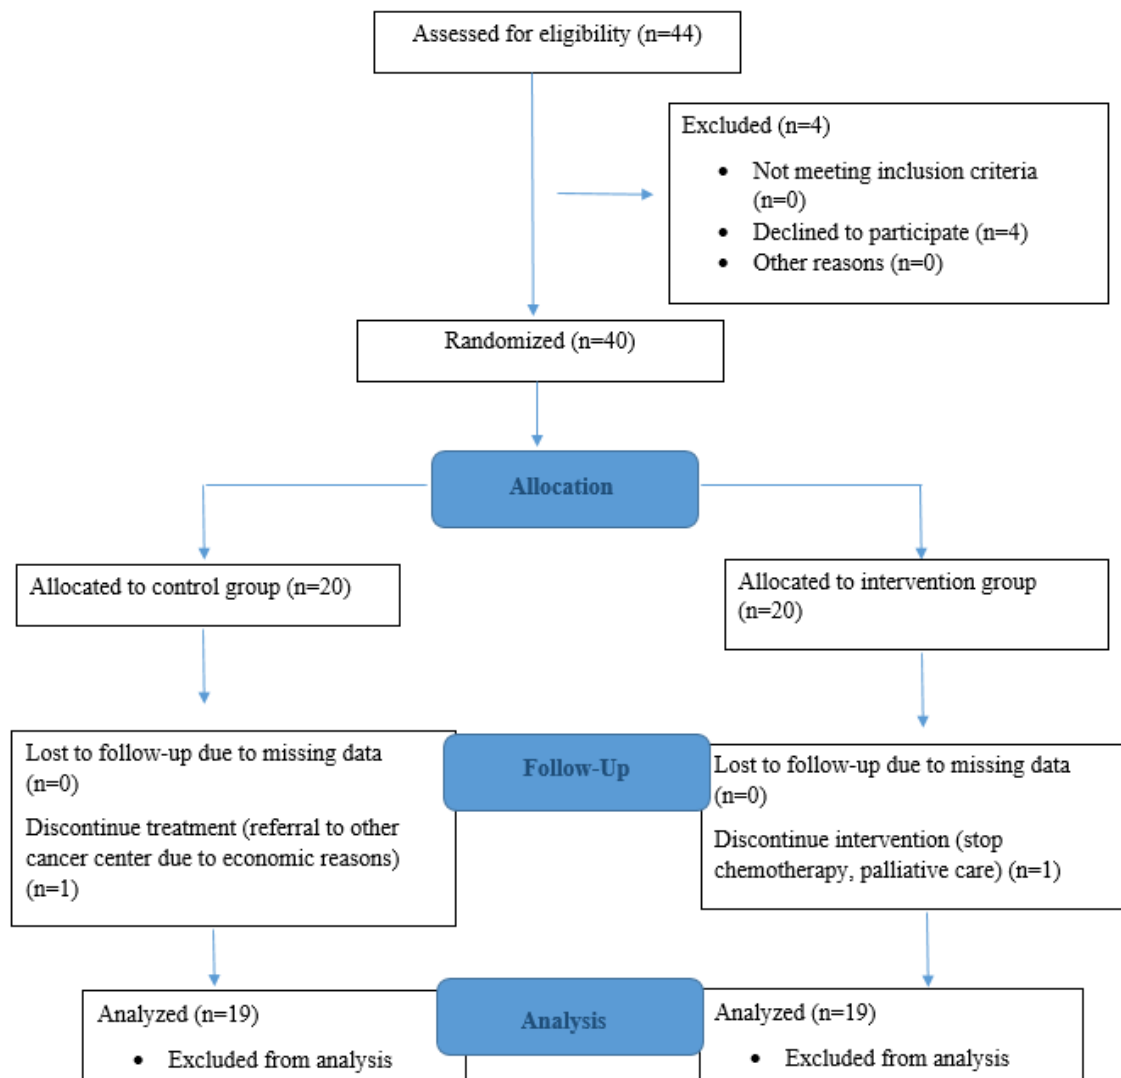 Assessed for eligibility (n=44)
Excluded (n=4)
• Not meeting inclusion criteria
(n=0)
• Declined to participate (n=4)
• Other reasons (n=0)
Randomized (n=40)
Allocation
Allocated to control group (n=20)
Allocated to intervention group
(n=20)
Lost to follow-up due to missing data
(n=0)
Discontinue treatment (referral to other
cancer center due to economic reasons)
(n=1)
Follow-Up
Lost to follow-up due to missing data
(n=0)
Discontinue intervention (stop
chemotherapy, palliative care) (n=1)
Analyzed (n=19)
• Excluded from analysis
Analysis
Analyzed (n=19)
• Excluded from analysis